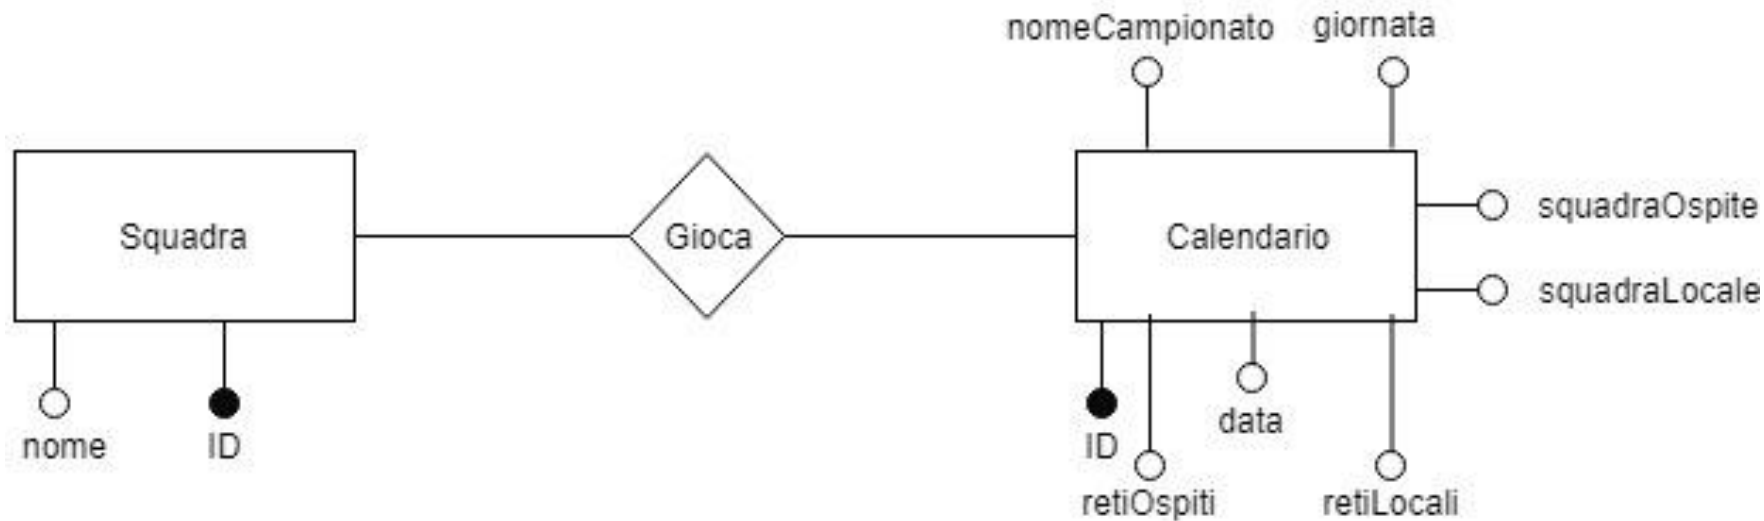 nomeCampionato
giornata
Squadra
Gioca
Calendario
squadraOspite
squadraLocale
nome
ID
ID
data
retiOspiti
retiLocali